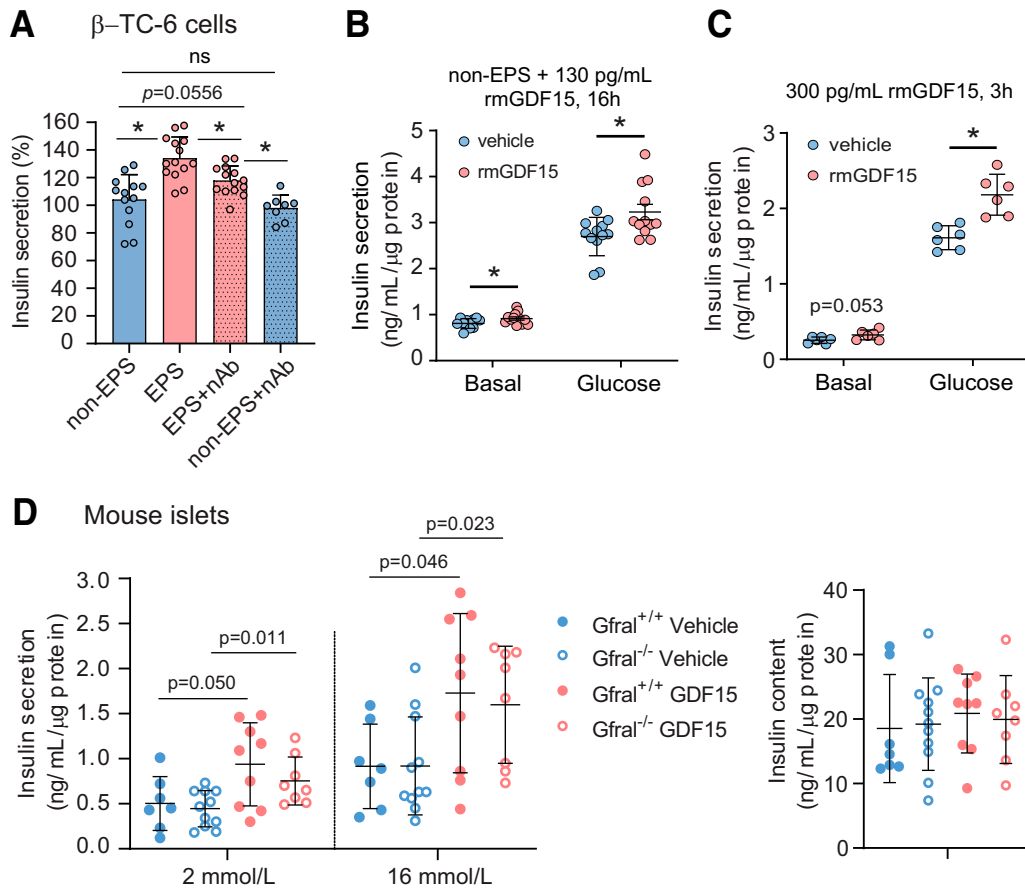 A
β–TC-6 cells
ns
p=0.0556
* * *
Insulin secretion (%)
160
140
120
100
80
60
40
20
0
non-EPS
EPS
EPS+nAb
non-EPS+nAb
B
non-EPS + 130 pg/mL
rmGDF15, 16h
vehicle
rmGDF15
*
*
Insulin secretion
(ng/mL/µg protein)
5
4
3
2
1
0
Basal
Glucose
C
300 pg/mL rmGDF15, 3h
vehicle
rmGDF15
*
p=0.053
Insulin secretion
(ng/mL/µg protein)
3
2
1
0
Basal
Glucose
D
Mouse islets
p=0.023
p=0.046
p=0.011
p=0.050
Insulin secretion
(ng/mL/µg protein)
3.0
2.5
2.0
1.5
1.0
0.5
0.0
2 mmol/L
16 mmol/L
Gfral+/+ Vehicle
Gfral-/- Vehicle
Gfral+/+ GDF15
Gfral-/- GDF15
Insulin content
(ng/mL/µg protein)
40
30
20
10
0